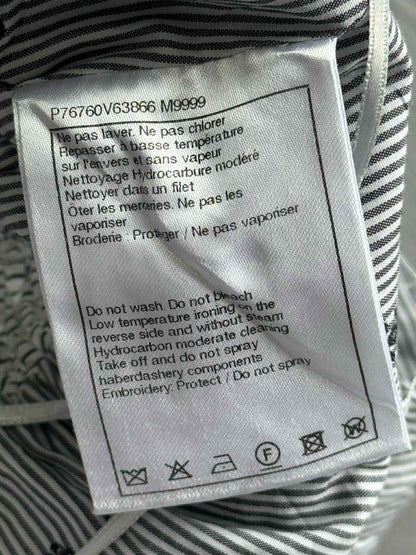 P76760V63866 M9999
Ne pas laver. Ne pas chlorer
Repasser à basse température
sur l'envers et sans vapeur
Nettoyage Hydrocarbure modéré
Nettoyer dans un filet
Ôter les merceries. Ne pas les
vaporiser
Broderie : Protéger / Ne pas vaporiser
Do not wash. Do not bleach
Low temperature ironing on the
reverse side and without steam
Hydrocarbon moderate cleaning
Take off and do not spray
haberdashery components
Embroidery: Protect / Do not spray
F
W